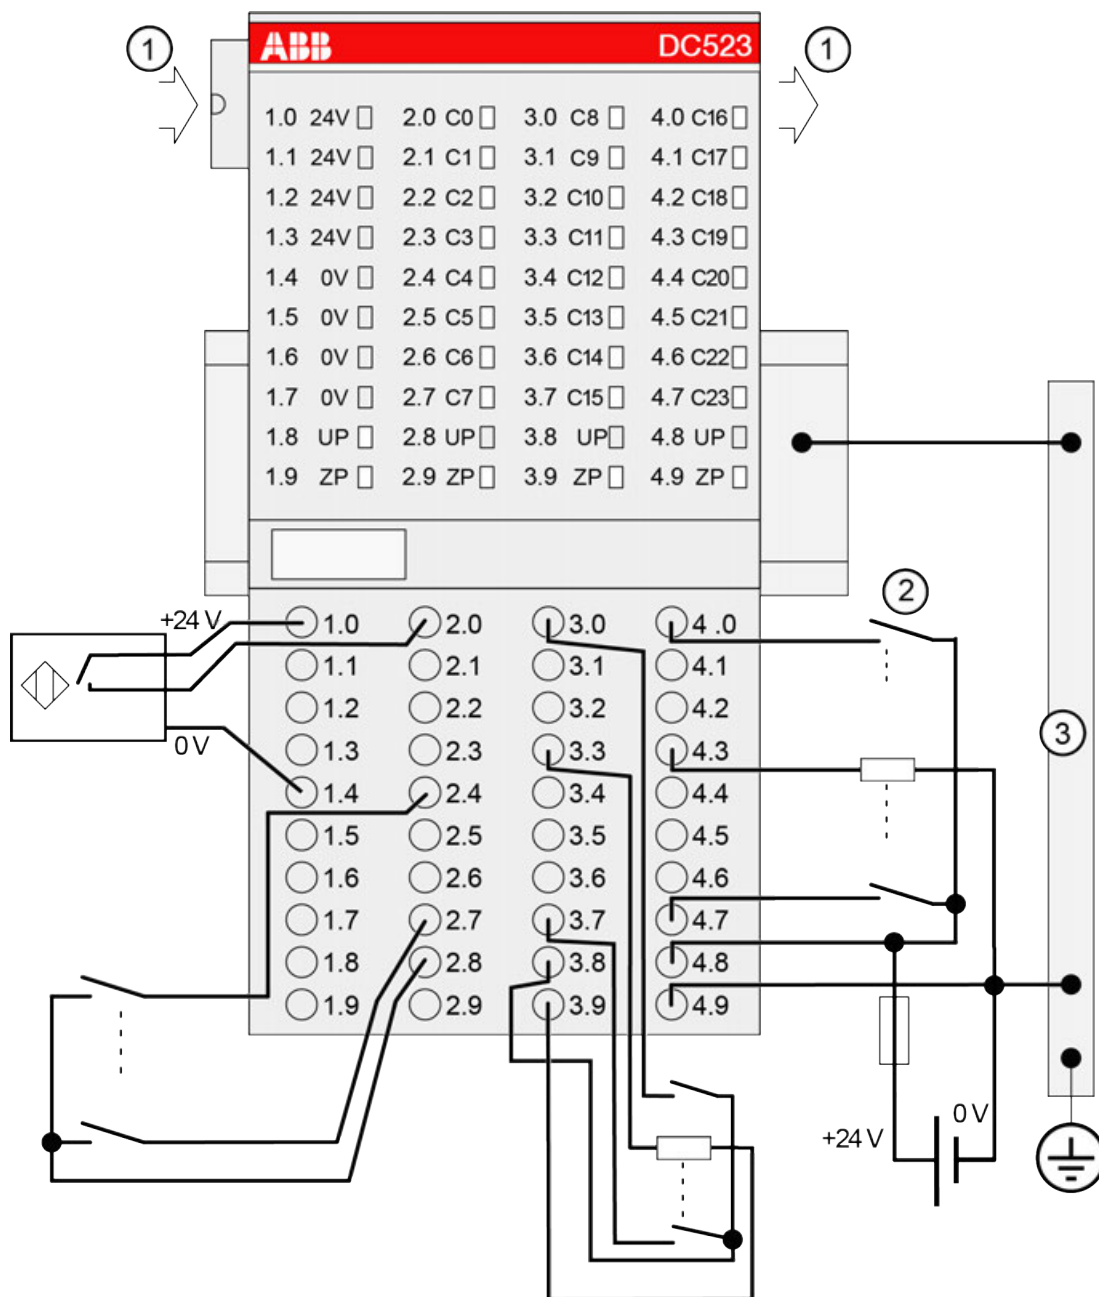 1
ABB DC523
1
1.0 24V 2.0 C0 3.0 C8 4.0 C16
1.1 24V 2.1 C1 3.1 C9 4.1 C17
1.2 24V 2.2 C2 3.2 C10 4.2 C18
1.3 24V 2.3 C3 3.3 C11 4.3 C19
1.4 0V 2.4 C4 3.4 C12 4.4 C20
1.5 0V 2.5 C5 3.5 C13 4.5 C21
1.6 0V 2.6 C6 3.6 C14 4.6 C22
1.7 0V 2.7 C7 3.7 C15 4.7 C23
1.8 UP 2.8 UP 3.8 UP 4.8 UP
1.9 ZP 2.9 ZP 3.9 ZP 4.9 ZP
2
+24 V
1.0 2.0 3.0 4 .0
1.1 2.1 3.1 4.1
1.2 2.2 3.2 4.2
3
0 V
1.3 2.3 3.3 4.3
1.4 2.4 3.4 4.4
1.5 2.5 3.5 4.5
1.6 2.6 3.6 4.6
1.7 2.7 3.7 4.7
1.8 2.8 3.8 4.8
1.9 2.9 3.9 4.9
0 V
+24 V